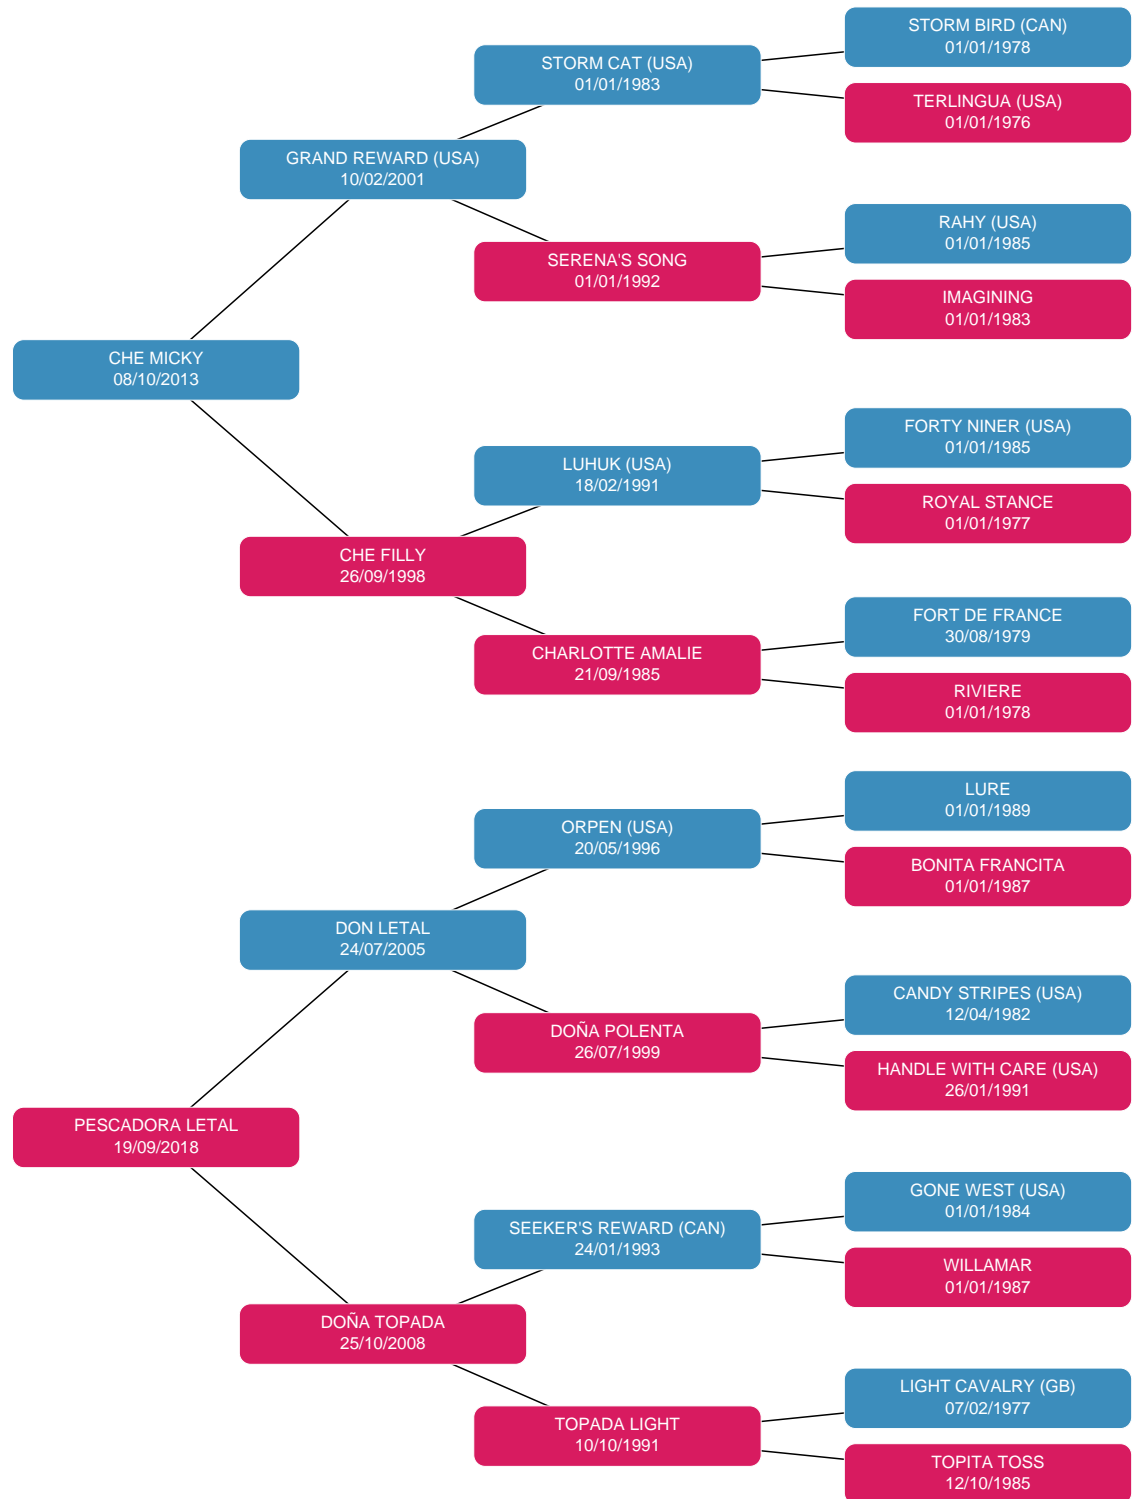 STORM BIRD (CAN)
01/01/1978
STORM CAT (USA)
01/01/1983
TERLINGUA (USA)
01/01/1976
GRAND REWARD (USA)
10/02/2001
RAHY (USA)
01/01/1985
SERENA'S SONG
01/01/1992
IMAGINING
01/01/1983
CHE MICKY
08/10/2013
FORTY NINER (USA)
01/01/1985
LUHUK (USA)
18/02/1991
ROYAL STANCE
01/01/1977
CHE FILLY
26/09/1998
FORT DE FRANCE
30/08/1979
CHARLOTTE AMALIE
21/09/1985
RIVIERE
01/01/1978
LURE
01/01/1989
ORPEN (USA)
20/05/1996
BONITA FRANCITA
01/01/1987
DON LETAL
24/07/2005
CANDY STRIPES (USA)
12/04/1982
DOÑA POLENTA
26/07/1999
HANDLE WITH CARE (USA)
26/01/1991
PESCADORA LETAL
19/09/2018
GONE WEST (USA)
01/01/1984
SEEKER'S REWARD (CAN)
24/01/1993
WILLAMAR
01/01/1987
DOÑA TOPADA
25/10/2008
LIGHT CAVALRY (GB)
07/02/1977
TOPADA LIGHT
10/10/1991
TOPITA TOSS
12/10/1985